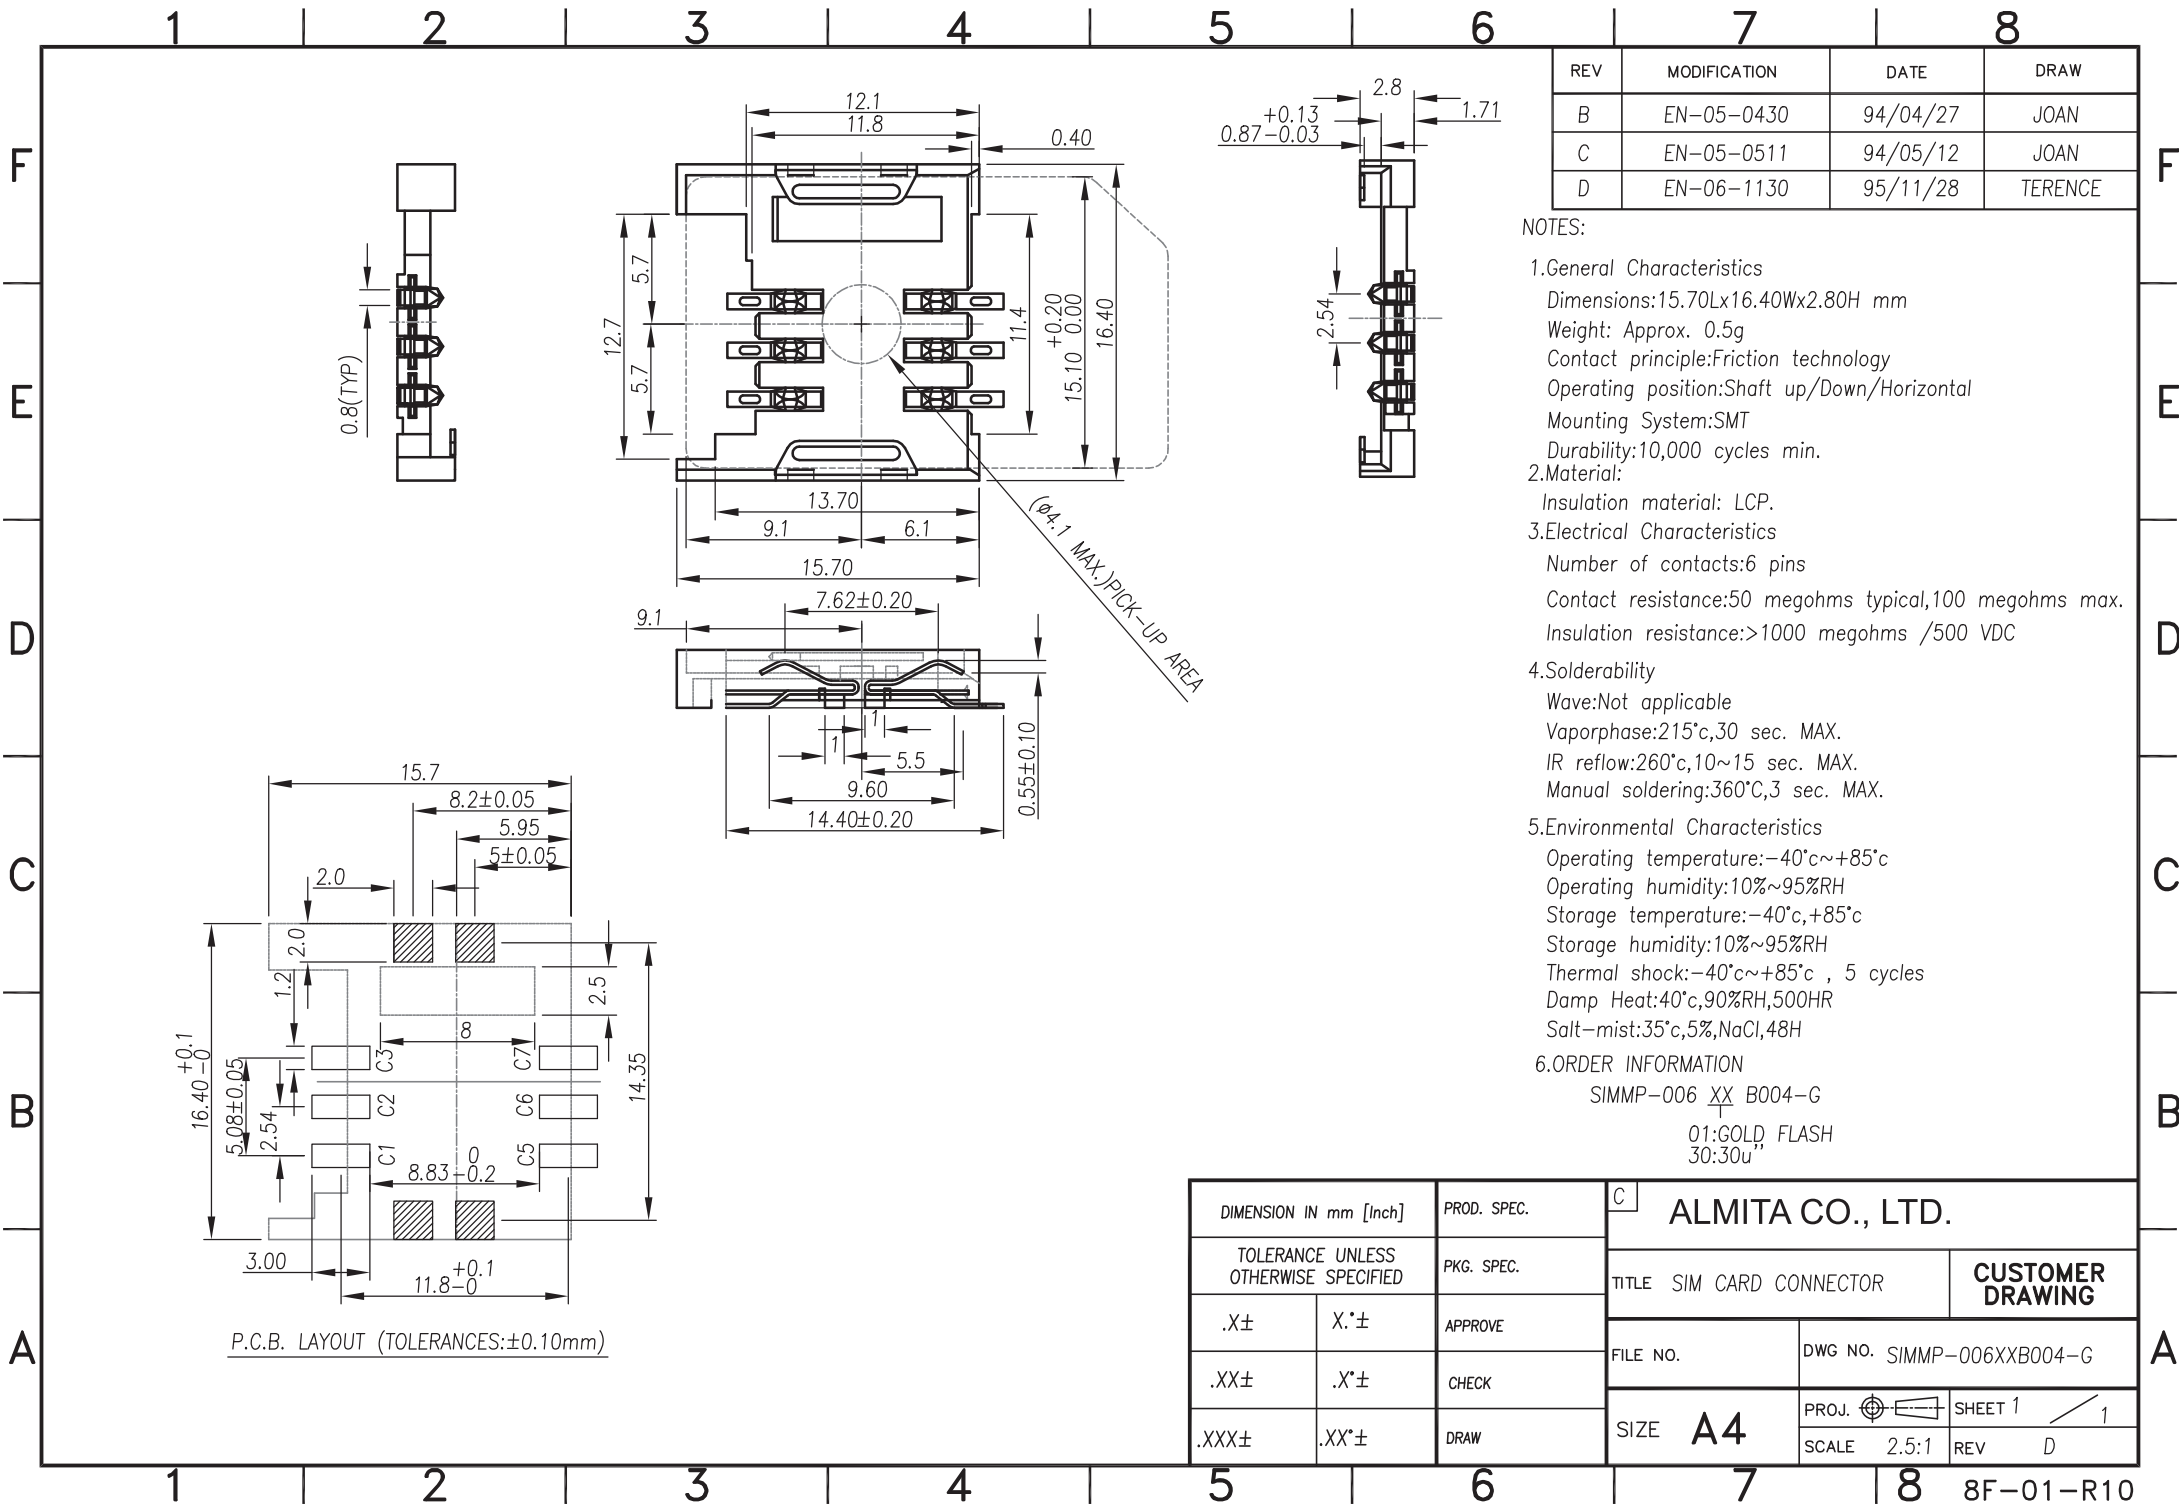 1 2 3 4 5 6 7 8
F
E
D
C
B
A
REV MODIFICATION DATE DRAW
B EN-05-0430 94/04/27 JOAN
C EN-05-0511 94/05/12 JOAN
D EN-06-1130 95/11/28 TERENCE
0.8(TYP)
12.1
11.8
0.40
12.7
5.7
5.7
11.4
15.10 +0.20 0.00
16.40
13.70
9.1
6.1
15.70
(ø4.1 MAX.)PICK-UP AREA
2.8
1.71
+0.13
0.87-0.03
2.54
7.62±0.20
9.1
1
1
5.5
9.60
14.40±0.20
0.55±0.10
15.7
8.2±0.05
5.95
5±0.05
2.0
2.0
1.2
2.5
8
14.35
16.40 +0.1 -0
5.08±0.05
2.54
C3
C2
C1
C7
C6
C5
0
8.83-0.2
3.00
+0.1
11.8-0
P.C.B. LAYOUT (TOLERANCES:±0.10mm)
NOTES:
1.General Characteristics
Dimensions:15.70Lx16.40Wx2.80H mm
Weight: Approx. 0.5g
Contact principle:Friction technology
Operating position:Shaft up/Down/Horizontal
Mounting System:SMT
Durability:10,000 cycles min.
2.Material:
Insulation material: LCP.
3.Electrical Characteristics
Number of contacts:6 pins
Contact resistance:50 megohms typical,100 megohms max.
Insulation resistance:>1000 megohms /500 VDC
4.Solderability
Wave:Not applicable
Vaporphase:215°c,30 sec. MAX.
IR reflow:260°c,10~15 sec. MAX.
Manual soldering:360°C,3 sec. MAX.
5.Environmental Characteristics
Operating temperature:-40°c~+85°c
Operating humidity:10%~95%RH
Storage temperature:-40°c,+85°c
Storage humidity:10%~95%RH
Thermal shock:-40°c~+85°c , 5 cycles
Damp Heat:40°c,90%RH,500HR
Salt-mist:35°c,5%,NaCl,48H
6.ORDER INFORMATION
SIMMP-006 XX B004-G
01:GOLD FLASH
30:30u"
DIMENSION IN mm [Inch]
TOLERANCE UNLESS
OTHERWISE SPECIFIED
.X± X.°±
.XX± .X°±
.XXX± .XX°±
PROD. SPEC.
PKG. SPEC.
APPROVE
CHECK
DRAW
C
ALMITA CO., LTD.
TITLE SIM CARD CONNECTOR
CUSTOMER
DRAWING
FILE NO.
DWG NO. SIMMP-006XXB004-G
SIZE A4
PROJ.
SHEET 1 / 1
SCALE 2.5:1
REV D
F
E
D
C
B
A
1 2 3 4 5 6 7 8
8F-01-R10